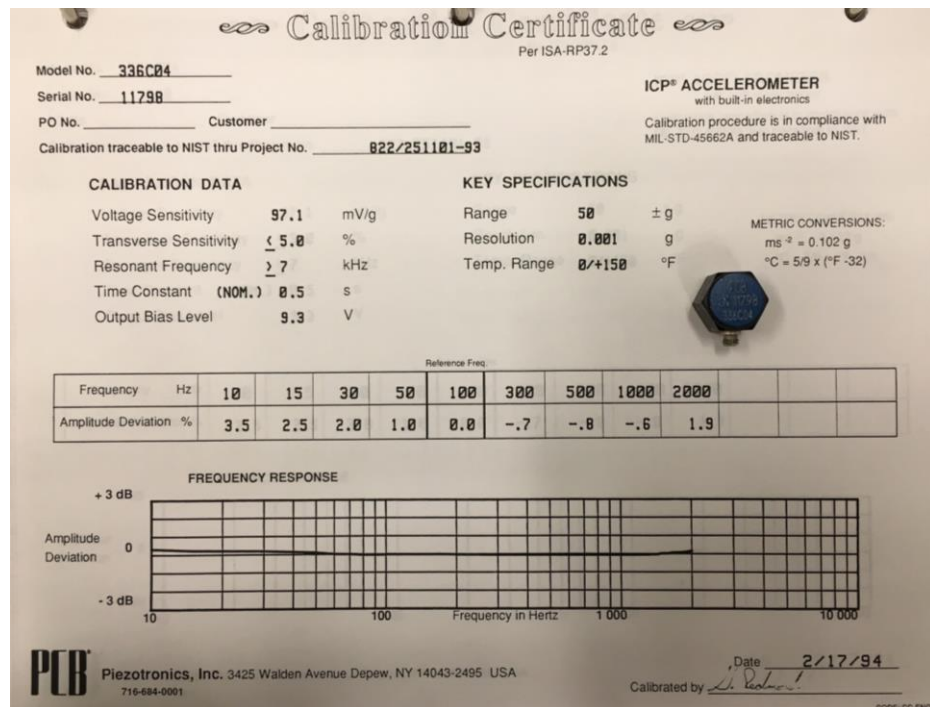 Calibration Certificate
Per ISA-RP37.2
Model No. 336C04
Serial No. 11798
PO No. Customer
Calibration traceable to NIST thru Project No. 822/251101-93
ICP® ACCELEROMETER
with built-in electronics
Calibration procedure is in compliance with
MIL-STD-45662A and traceable to NIST.
CALIBRATION DATA
Voltage Sensitivity 97.1 mV/g
Transverse Sensitivity ≤ 5.0 %
Resonant Frequency ≥ 7 kHz
Time Constant (NOM.) 0.5 s
Output Bias Level 9.3 V
KEY SPECIFICATIONS
Range 50 ± g
Resolution 0.001 g
Temp. Range 0/+150 °F
METRIC CONVERSIONS:
ms⁻² = 0.102 g
°C = 5/9 x (°F -32)
11798
336C04
Reference Freq.
Frequency Hz 10 15 30 50 100 300 500 1000 2000
Amplitude Deviation % 3.5 2.5 2.0 1.0 0.0 -.7 -.8 -.6 1.9
FREQUENCY RESPONSE
+ 3 dB
Amplitude
Deviation
0
- 3 dB
10 100 Frequency in Hertz 1 000 10 000
PCB Piezotronics, Inc. 3425 Walden Avenue Depew, NY 14043-2495 USA
716-684-0001
Date 2/17/94
Calibrated by